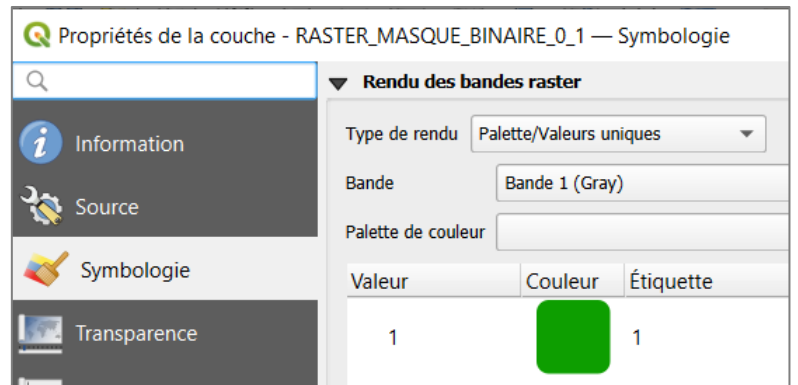 Propriétés de la couche - RASTER_MASQUE_BINAIRE_0_1 — Symbologie
Rendu des bandes raster
Information
Type de rendu Palette/Valeurs uniques
Source
Bande Bande 1 (Gray)
Palette de couleur
Symbologie
Valeur Couleur Étiquette
Transparence
1 1